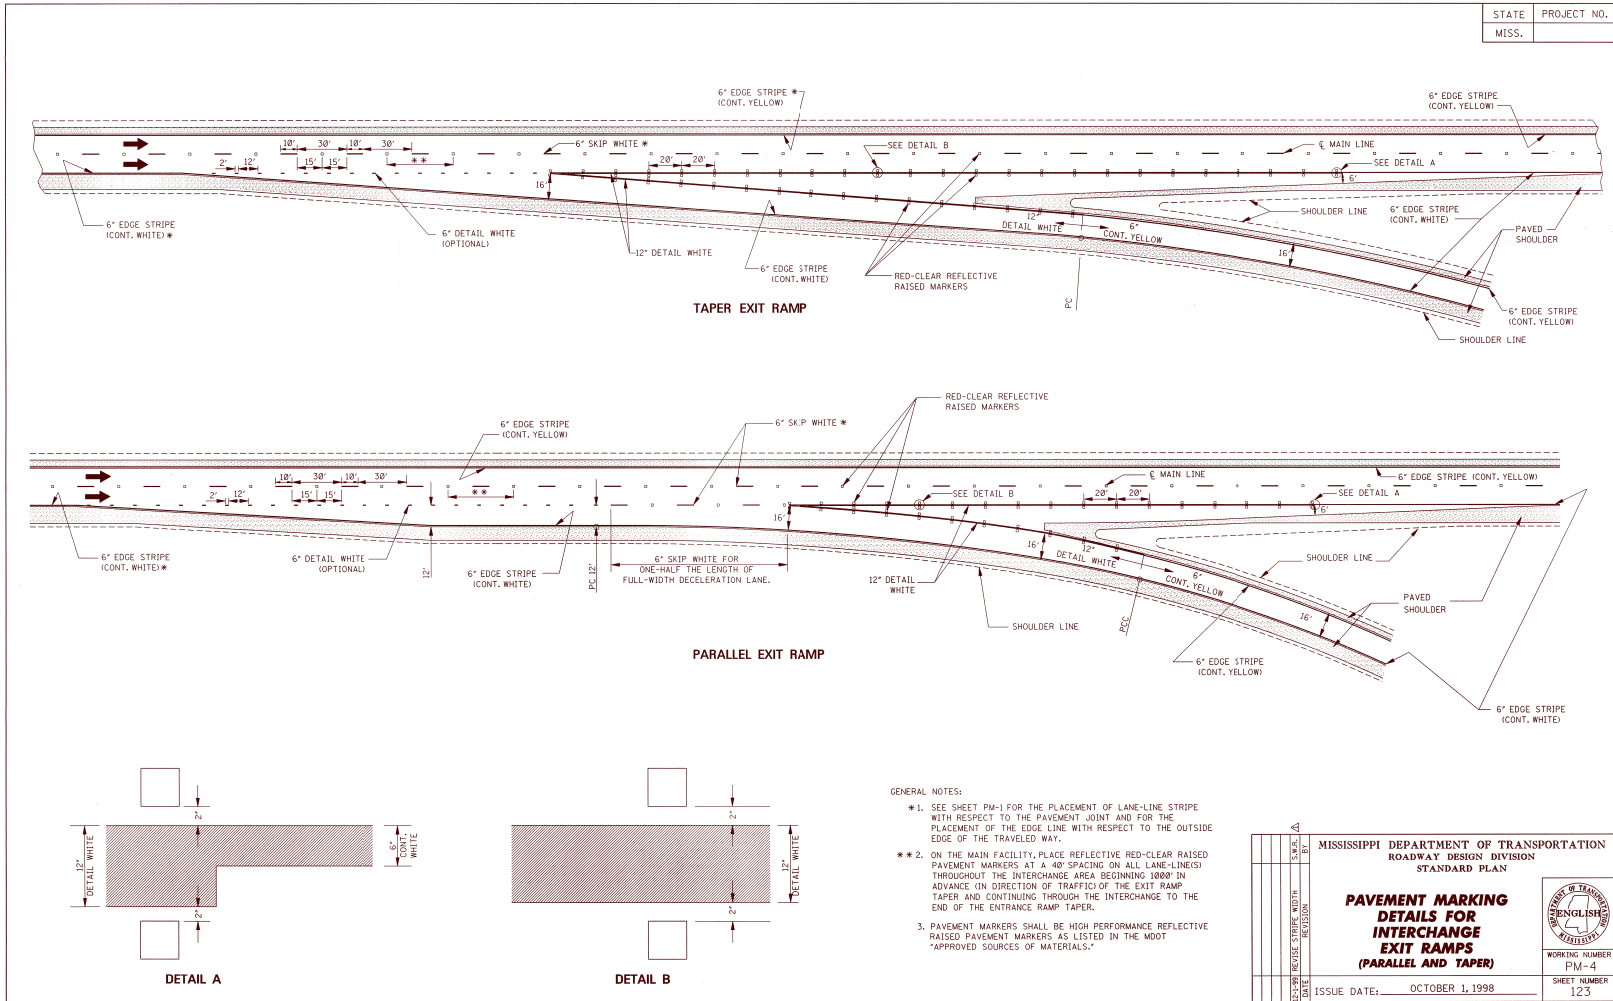 STATE PROJECT NO.
MISS.
6" EDGE STRIPE *
(CONT. YELLOW)
6" EDGE STRIPE
(CONT. YELLOW)
10' 30' 10' 30'
6" SKIP WHITE *
SEE DETAIL B
℄ MAIN LINE
SEE DETAIL A
2' 12' 15' 15' * *
20' 20'
16'
6'
6" EDGE STRIPE
(CONT. WHITE) *
6" DETAIL WHITE
(OPTIONAL)
12" DETAIL WHITE
6" EDGE STRIPE
(CONT. WHITE)
RED-CLEAR REFLECTIVE
RAISED MARKERS
12"
DETAIL WHITE
6"
CONT. YELLOW
SHOULDER LINE
6" EDGE STRIPE
(CONT. WHITE)
PAVED
SHOULDER
16'
PC
6" EDGE STRIPE
(CONT. YELLOW)
SHOULDER LINE
TAPER EXIT RAMP
RED-CLEAR REFLECTIVE
RAISED MARKERS
6" EDGE STRIPE
(CONT. YELLOW)
6" SKIP WHITE *
10' 30' 10' 30'
℄ MAIN LINE
6" EDGE STRIPE (CONT. YELLOW)
2' 12' 15' 15' * *
SEE DETAIL B
20' 20'
SEE DETAIL A
16'
6'
6" EDGE STRIPE
(CONT. WHITE) *
6" DETAIL WHITE
(OPTIONAL)
12'
6" EDGE STRIPE
(CONT. WHITE)
PC 12'
6" SKIP WHITE FOR
ONE-HALF THE LENGTH OF
FULL-WIDTH DECELERATION LANE.
12" DETAIL
WHITE
16'
12"
DETAIL WHITE
6"
CONT. YELLOW
SHOULDER LINE
PAVED
SHOULDER
SHOULDER LINE
PCC
16'
6" EDGE STRIPE
(CONT. YELLOW)
6" EDGE STRIPE
(CONT. WHITE)
PARALLEL EXIT RAMP
2"
12"
DETAIL WHITE
6"
CONT.
WHITE
2"
DETAIL A
2"
12"
DETAIL WHITE
2"
DETAIL B
GENERAL NOTES:
* 1. SEE SHEET PM-1 FOR THE PLACEMENT OF LANE-LINE STRIPE
WITH RESPECT TO THE PAVEMENT JOINT AND FOR THE
PLACEMENT OF THE EDGE LINE WITH RESPECT TO THE OUTSIDE
EDGE OF THE TRAVELED WAY.
* * 2. ON THE MAIN FACILITY, PLACE REFLECTIVE RED-CLEAR RAISED
PAVEMENT MARKERS AT A 40' SPACING ON ALL LANE-LINE(S)
THROUGHOUT THE INTERCHANGE AREA BEGINNING 1000' IN
ADVANCE (IN DIRECTION OF TRAFFIC) OF THE EXIT RAMP
TAPER AND CONTINUING THROUGH THE INTERCHANGE TO THE
END OF THE ENTRANCE RAMP TAPER.
3. PAVEMENT MARKERS SHALL BE HIGH PERFORMANCE REFLECTIVE
RAISED PAVEMENT MARKERS AS LISTED IN THE MDOT
"APPROVED SOURCES OF MATERIALS."
S.W.R. BY
REVISE STRIPE WIDTH REVISION
12-1-99 DATE
MISSISSIPPI DEPARTMENT OF TRANSPORTATION
ROADWAY DESIGN DIVISION
STANDARD PLAN
PAVEMENT MARKING
DETAILS FOR
INTERCHANGE
EXIT RAMPS
(PARALLEL AND TAPER)
DEPARTMENT OF TRANSPORTATION
ENGLISH
MISSISSIPPI
WORKING NUMBER
PM-4
ISSUE DATE: OCTOBER 1, 1998
SHEET NUMBER
123